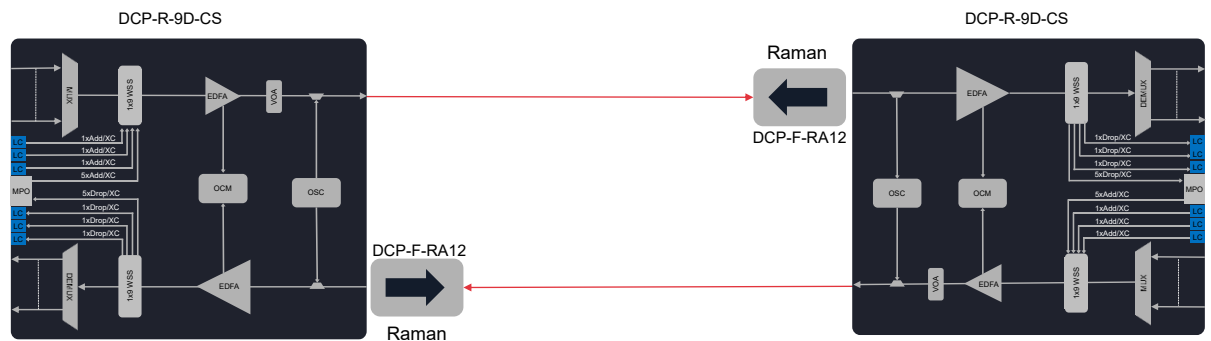 DCP-R-9D-CS
MUX
1x9 WSS
EDFA
VOA
LC
1xAdd/XC
LC
1xAdd/XC
LC
1xAdd/XC
5xAdd/XC
MPO
5xDrop/XC
LC
1xDrop/XC
LC
1xDrop/XC
LC
1xDrop/XC
OCM
OSC
DEMUX
1x9 WSS
EDFA
DCP-F-RA12
Raman
Raman
DCP-F-RA12
DCP-R-9D-CS
EDFA
1x9 WSS
DEMUX
1xDrop/XC
LC
1xDrop/XC
LC
1xDrop/XC
LC
5xDrop/XC
MPO
OSC
OCM
5xAdd/XC
1xAdd/XC
LC
1xAdd/XC
LC
1xAdd/XC
LC
VOA
EDFA
1x9 WSS
MUX